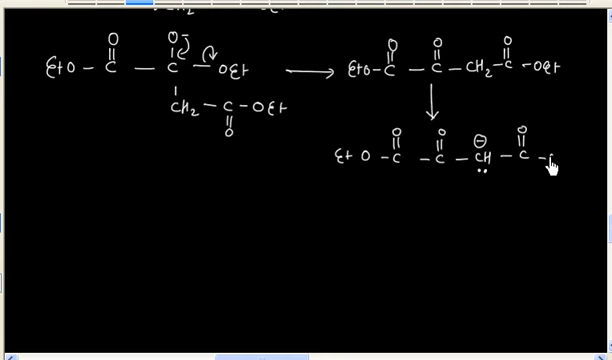 O O⁻ O O O
EtO - C - C - OEt → EtO - C - C - CH₂ - C - OEt
CH₂ - C - OEt
O
O O ⊖ O
Et O - C - C - CH - C -